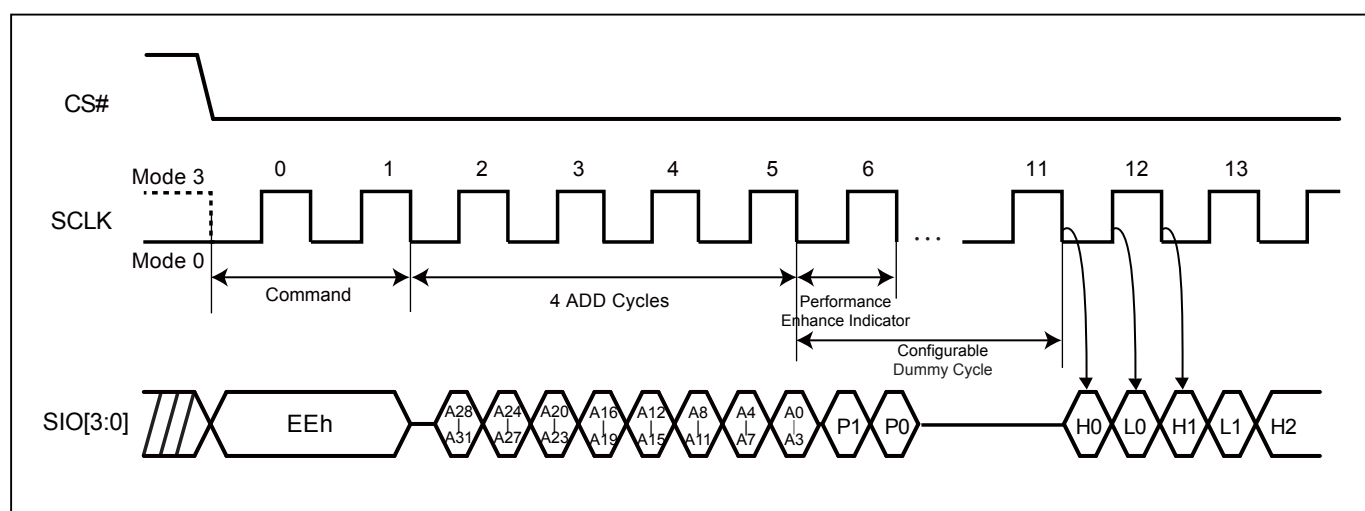 CS#
Mode 3
0 1 2 3 4 5 6 11 12 13
SCLK
Mode 0
...
Command
4 ADD Cycles
Performance
Enhance Indicator
Configurable
Dummy Cycle
SIO[3:0]
EEh
A28 A24 A20 A16 A12 A8 A4 A0
A31 A27 A23 A19 A15 A11 A7 A3
P1 P0 H0 L0 H1 L1 H2